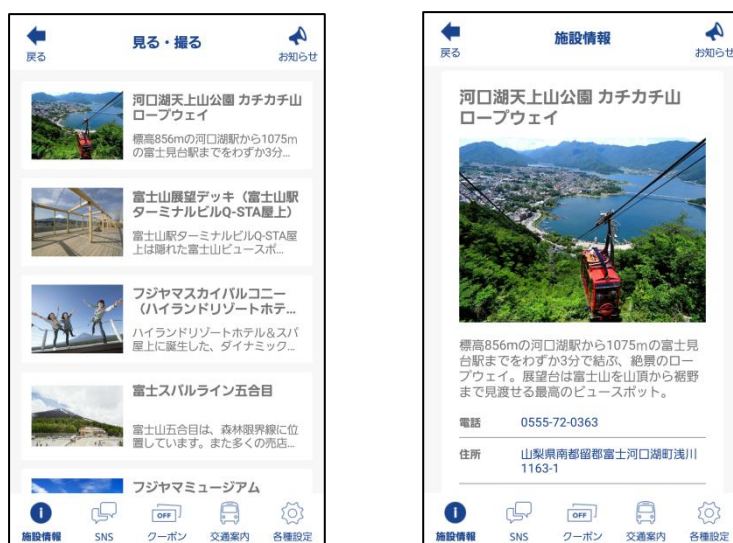 戻る
見る・撮る
お知らせ
河口湖天上山公園 カチカチ山
ロープウェイ
標高856mの河口湖駅から1075m
の富士見台駅までをわずか3分...
富士山展望デッキ(富士山駅
ターミナルビルQ-STA屋上)
富士山駅ターミナルビルQ-STA屋
上は隠れた富士山ビュースポ...
フジヤマスカイバルコニー
(ハイランドリゾートホテ...
ハイランドリゾートホテル&スパ
屋上に誕生した、ダイナミック...
富士スバルライン五合目
富士山五合目は、森林限界線に位
置しています。また多くの売店...
フジヤマミュージアム
施設情報
SNS
OFF
クーポン
交通案内
各種設定
戻る
施設情報
お知らせ
河口湖天上山公園 カチカチ山
ロープウェイ
標高856mの河口湖駅から1075mの富士見
台駅までをわずか3分で結ぶ、絶景のロー
プウェイ。展望台は富士山を山頂から裾野
まで見渡せる最高のビュースポット。
電話 0555-72-0363
住所 山梨県南都留郡富士河口湖町浅川
1163-1
施設情報
SNS
OFF
クーポン
交通案内
各種設定